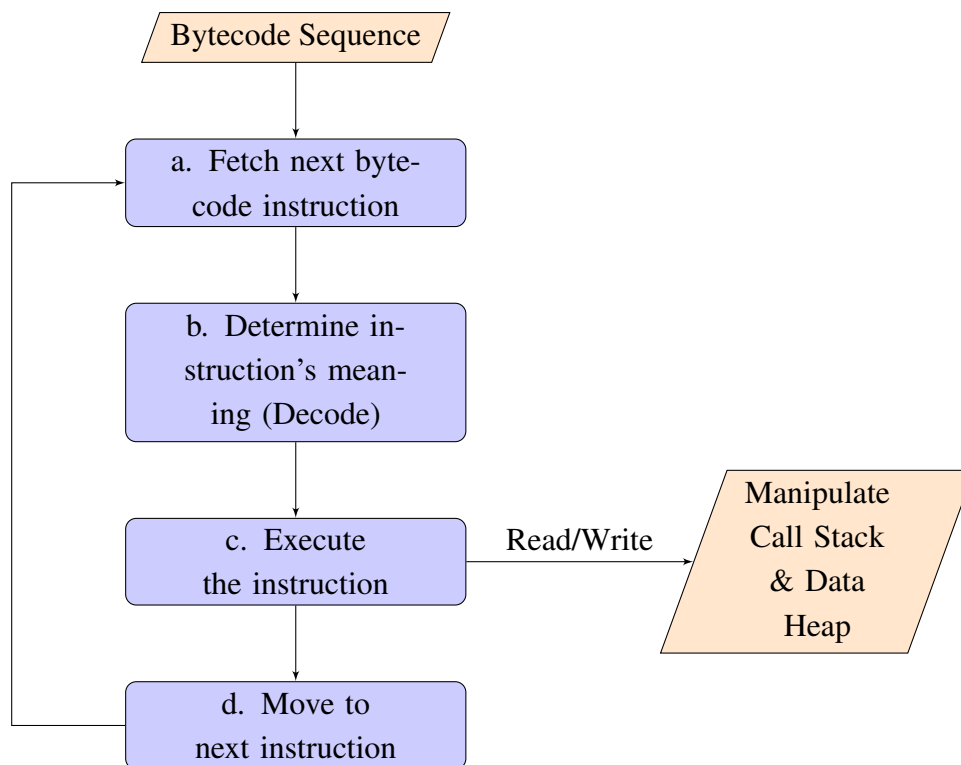 Bytecode Sequence
a. Fetch next byte-
code instruction
b. Determine in-
struction's mean-
ing (Decode)
c. Execute
the instruction
Read/Write
Manipulate
Call Stack
& Data
Heap
d. Move to
next instruction